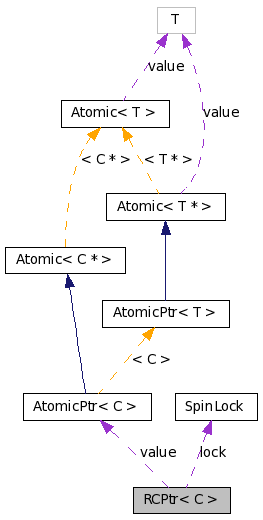 T
value
value
Atomic< T >
< C * >
< T * >
Atomic< T * >
Atomic< C * >
AtomicPtr< T >
< C >
AtomicPtr< C >
SpinLock
value
lock
RCPtr< C >